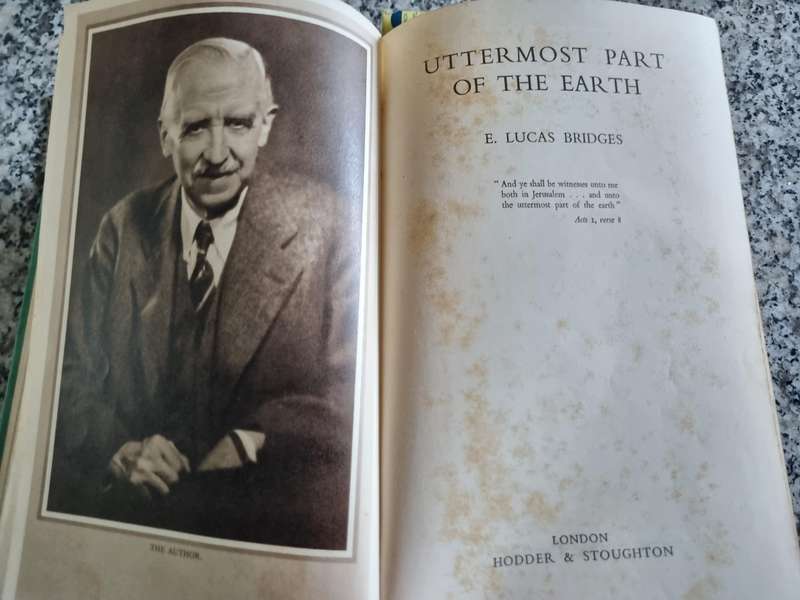 THE AUTHOR.
UTTERMOST PART
OF THE EARTH
E. LUCAS BRIDGES
"And ye shall be witnesses unto me
both in Jerusalem . . . and unto
the uttermost part of the earth"
Acts 1, verse 8
LONDON
HODDER & STOUGHTON